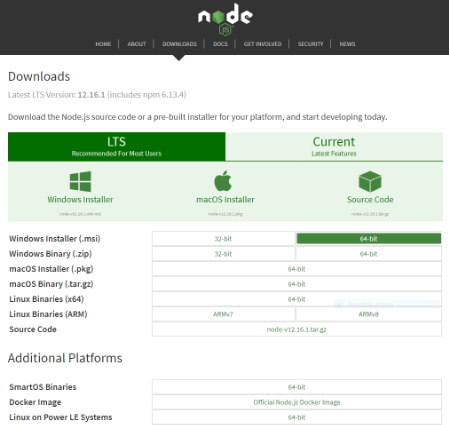 node
JS
HOME ABOUT DOWNLOADS DOCS GET INVOLVED SECURITY NEWS
Downloads
Latest LTS Version: 12.16.1 (includes npm 6.13.4)
Download the Node.js source code or a pre-built installer for your platform, and start developing today.
LTS Current
Recommended For Most Users Latest Features
Windows Installer macOS Installer Source Code
node-v12.16.1-x64.msi node-v12.16.1.pkg node-v12.16.1.tar.gz
Windows Installer (.msi) 32-bit 64-bit
Windows Binary (.zip) 32-bit 64-bit
macOS Installer (.pkg) 64-bit
macOS Binary (.tar.gz) 64-bit
Linux Binaries (x64) 64-bit
Linux Binaries (ARM) ARMv7 ARMv8
Source Code node-v12.16.1.tar.gz
Additional Platforms
SmartOS Binaries 64-bit
Docker Image Official Node.js Docker Image
Linux on Power LE Systems 64-bit